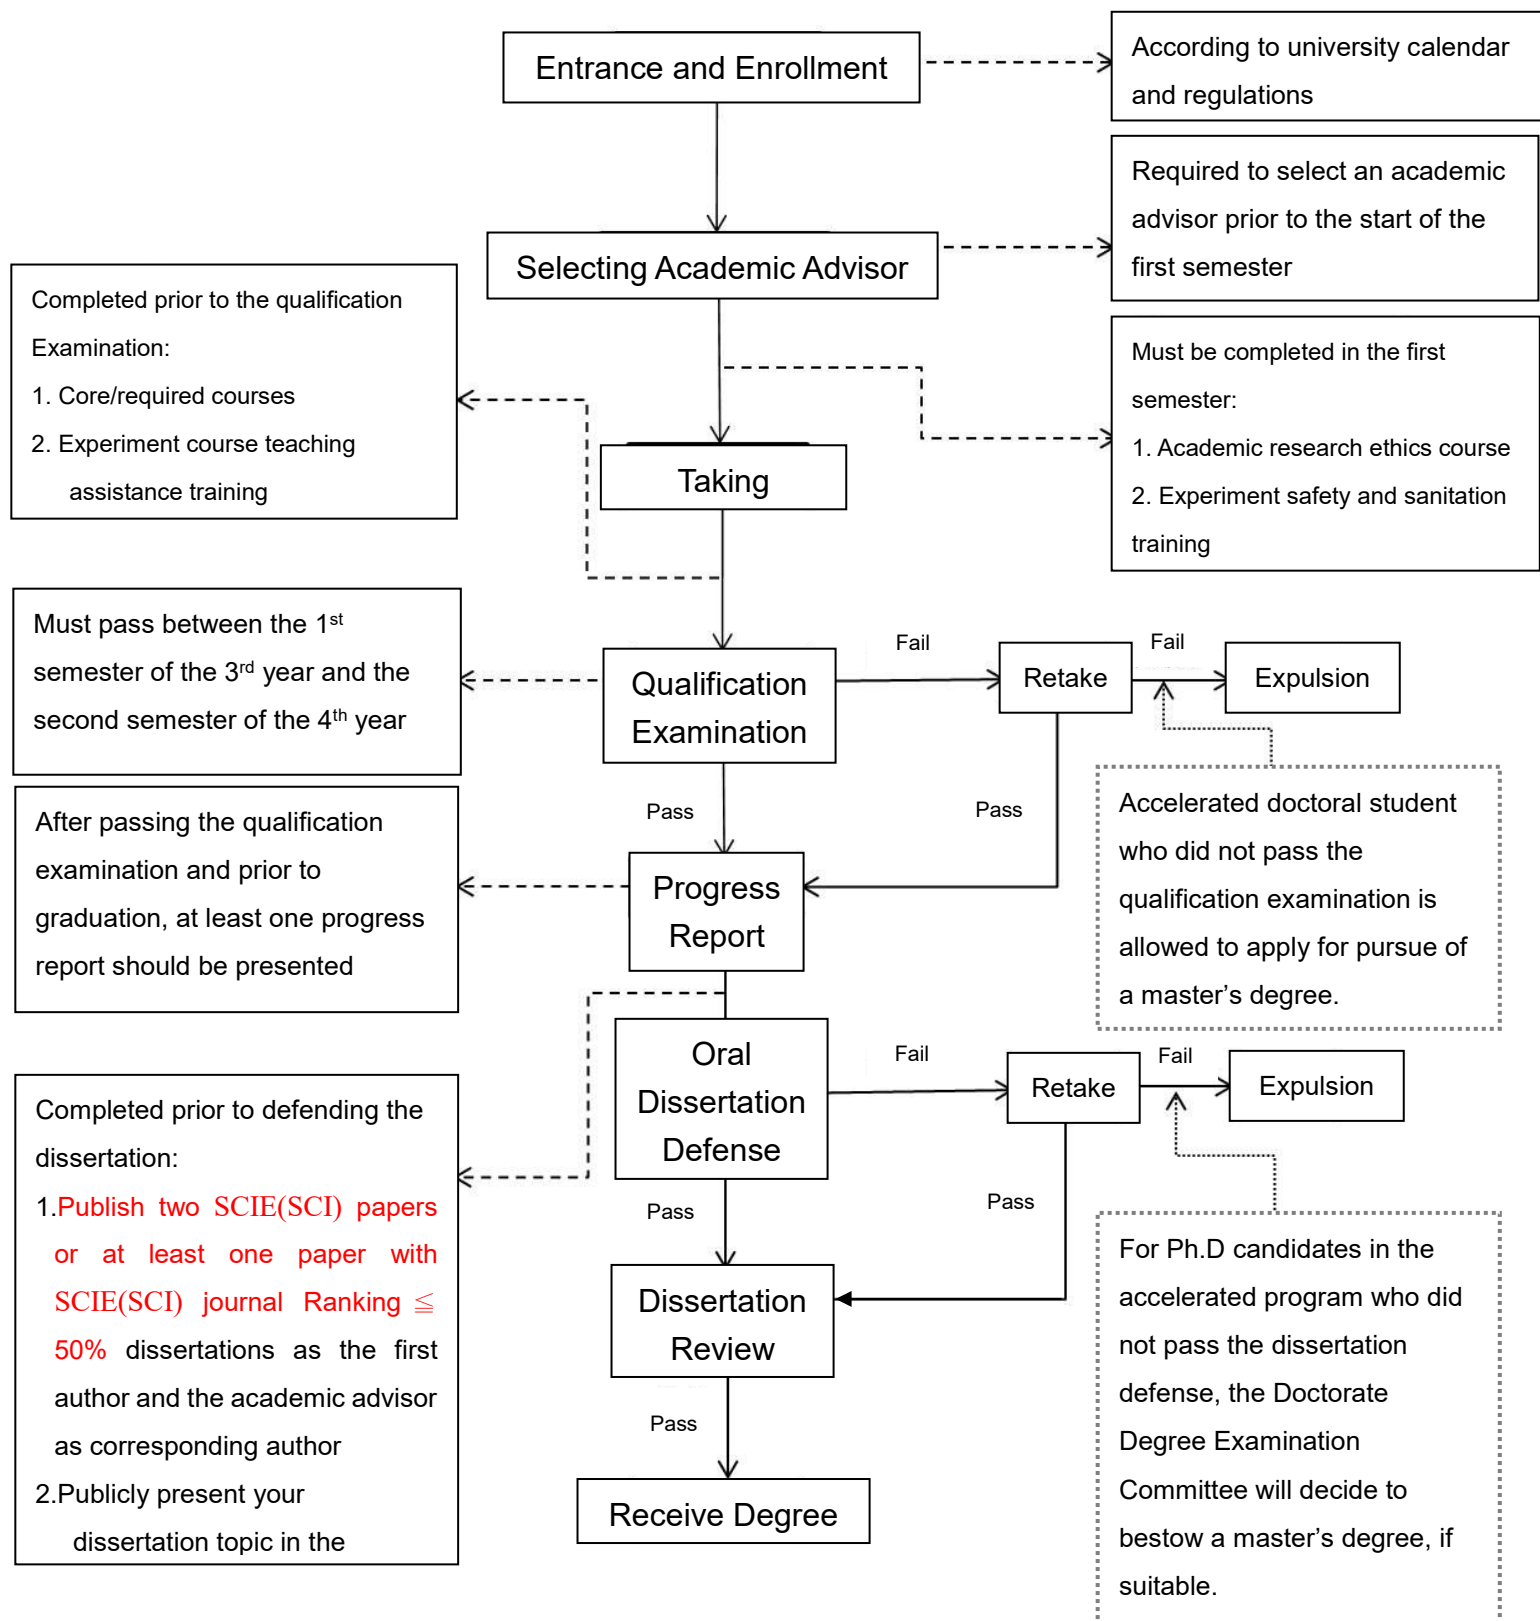 Entrance and Enrollment
According to university calendar
and regulations
Selecting Academic Advisor
Required to select an academic
advisor prior to the start of the
first semester
Completed prior to the qualification
Examination:
1. Core/required courses
2. Experiment course teaching
assistance training
Must be completed in the first
semester:
1. Academic research ethics course
2. Experiment safety and sanitation
training
Taking
Must pass between the 1st
semester of the 3rd year and the
second semester of the 4th year
Qualification
Examination
Fail
Retake
Fail
Expulsion
Pass
Pass
Accelerated doctoral student
who did not pass the
qualification examination is
allowed to apply for pursue of
a master’s degree.
After passing the qualification
examination and prior to
graduation, at least one progress
report should be presented
Progress
Report
Oral
Dissertation
Defense
Fail
Retake
Fail
Expulsion
Pass
Pass
Completed prior to defending the
dissertation:
1.Publish two SCIE(SCI) papers
or at least one paper with
SCIE(SCI) journal Ranking ≦
50% dissertations as the first
author and the academic advisor
as corresponding author
2.Publicly present your
dissertation topic in the
For Ph.D candidates in the
accelerated program who did
not pass the dissertation
defense, the Doctorate
Degree Examination
Committee will decide to
bestow a master’s degree, if
suitable.
Dissertation
Review
Pass
Receive Degree